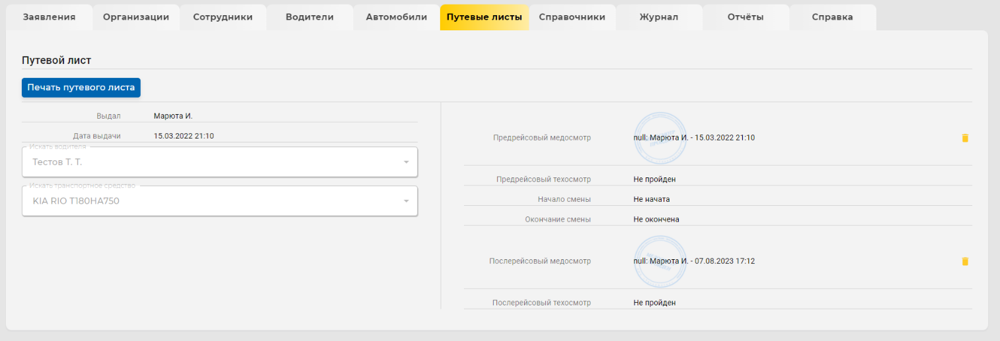 Заявления
Организации
Сотрудники
Водители
Автомобили
Путевые листы
Справочники
Журнал
Отчёты
Справка
Путевой лист
Печать путевого листа
Выдал Марюта И.
Дата выдачи 15.03.2022 21:10
Искать водителя
Тестов Т. Т.
Искать транспортное средство
KIA RIO Т180НА750
Предрейсовый медосмотр null: Марюта И. - 15.03.2022 21:10
Предрейсовый техосмотр Не пройден
Начало смены Не начата
Окончание смены Не окончена
Послерейсовый медосмотр null: Марюта И. - 07.08.2023 17:12
Послерейсовый техосмотр Не пройден